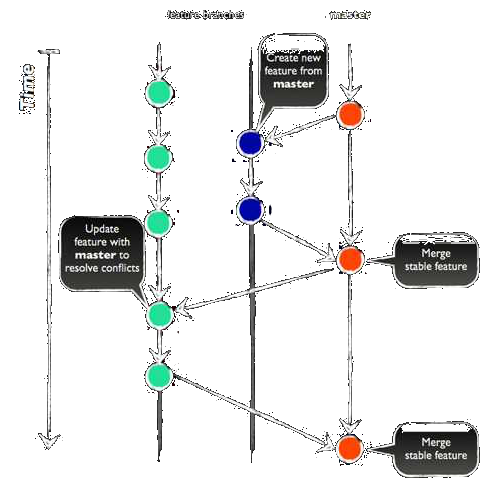 feature branches
master
Time
Create new
feature from
master
Update
feature with
master to
resolve conflicts
Merge
stable feature
Merge
stable feature